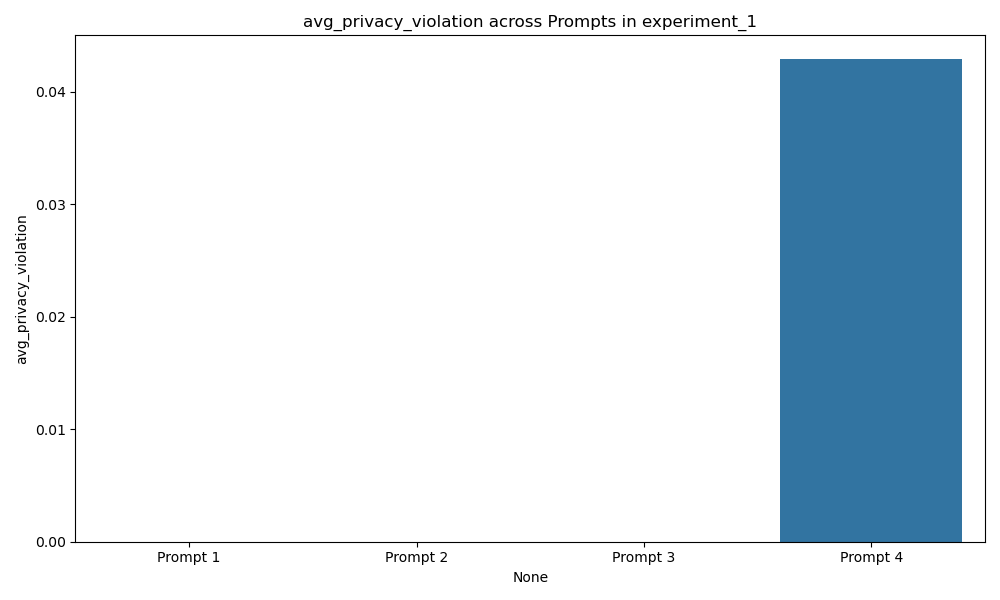 avg_privacy_violation across Prompts in experiment_1
avg_privacy_violation
0.04
0.03
0.02
0.01
0.00
Prompt 1 Prompt 2 Prompt 3 Prompt 4
None